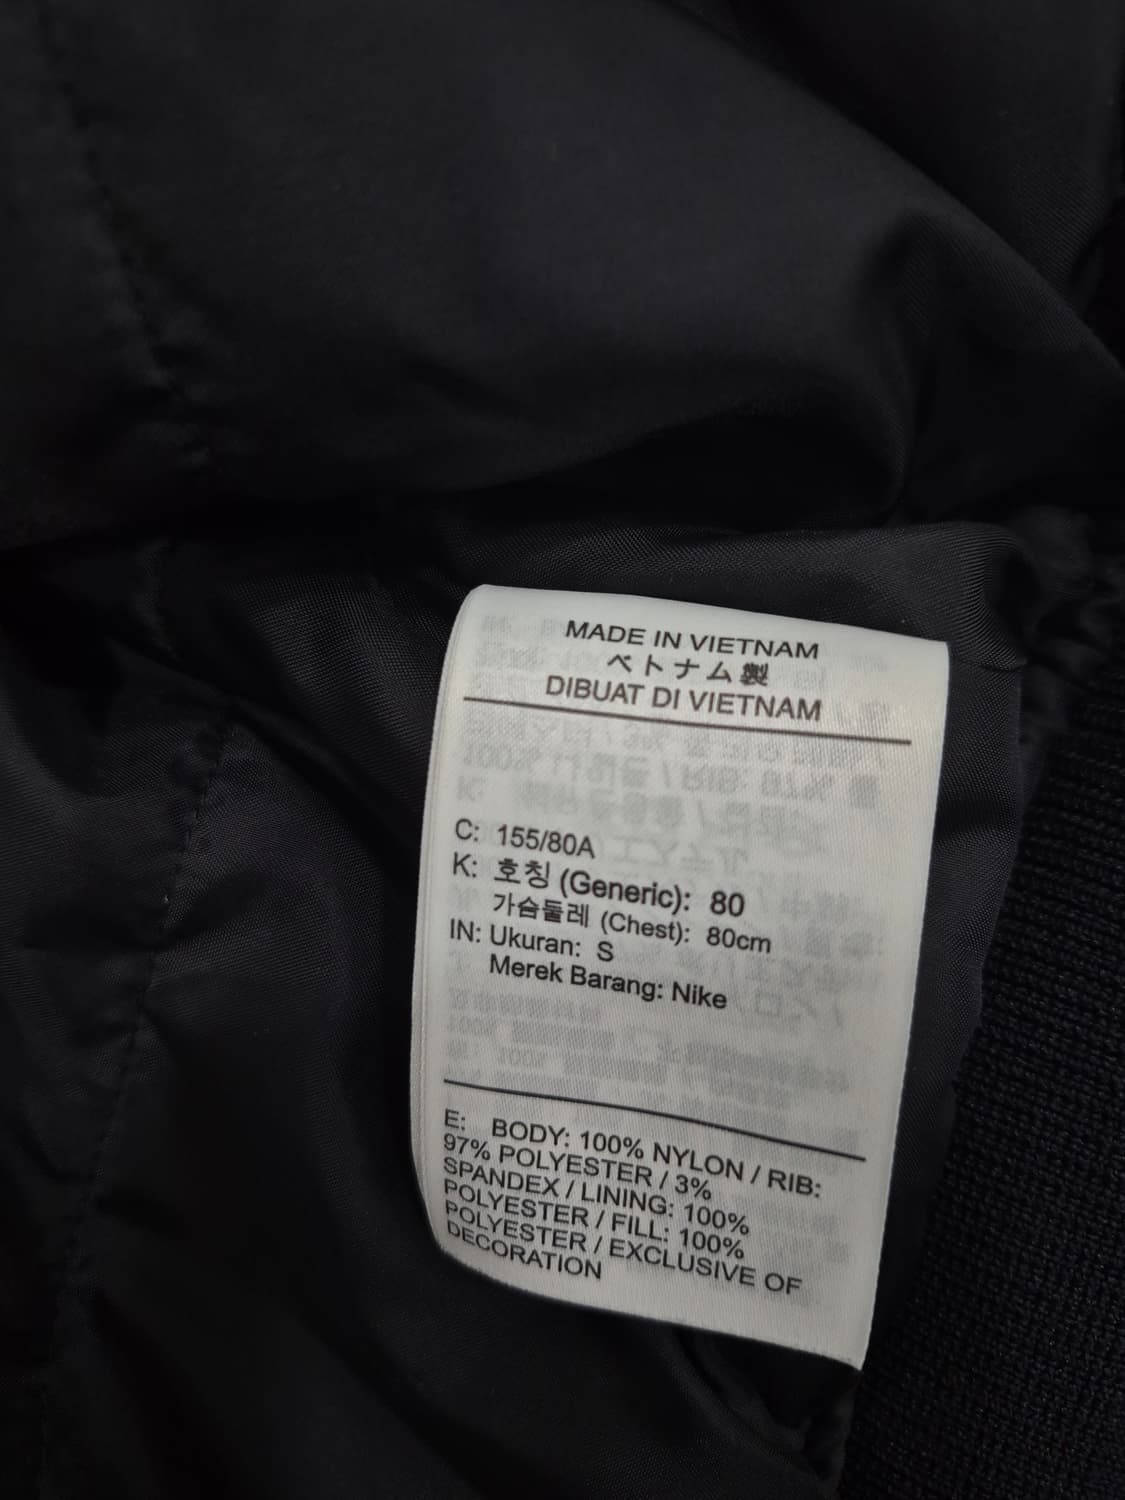 MADE IN VIETNAM
ベトナム製
DIBUAT DI VIETNAM
C: 155/80A
K: 호칭 (Generic): 80
가슴둘레 (Chest): 80cm
IN: Ukuran: S
Merek Barang: Nike
E: BODY: 100% NYLON / RIB:
97% POLYESTER / 3%
SPANDEX / LINING: 100%
POLYESTER / FILL: 100%
POLYESTER / EXCLUSIVE OF
DECORATION